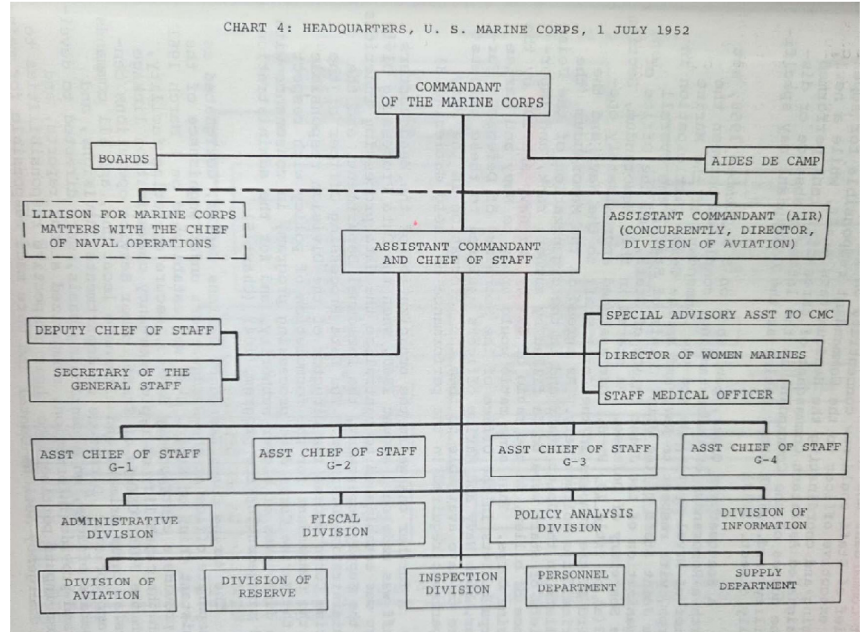 CHART 4: HEADQUARTERS, U. S. MARINE CORPS, 1 JULY 1952
COMMANDANT
OF THE MARINE CORPS
BOARDS
AIDES DE CAMP
LIAISON FOR MARINE CORPS
MATTERS WITH THE CHIEF
OF NAVAL OPERATIONS
ASSISTANT COMMANDANT (AIR)
(CONCURRENTLY, DIRECTOR,
DIVISION OF AVIATION)
ASSISTANT COMMANDANT
AND CHIEF OF STAFF
DEPUTY CHIEF OF STAFF
SECRETARY OF THE
GENERAL STAFF
SPECIAL ADVISORY ASST TO CMC
DIRECTOR OF WOMEN MARINES
STAFF MEDICAL OFFICER
ASST CHIEF OF STAFF
G-1
ASST CHIEF OF STAFF
G-2
ASST CHIEF OF STAFF
G-3
ASST CHIEF OF STAFF
G-4
ADMINISTRATIVE
DIVISION
FISCAL
DIVISION
POLICY ANALYSIS
DIVISION
DIVISION OF
INFORMATION
DIVISION OF
AVIATION
DIVISION OF
RESERVE
INSPECTION
DIVISION
PERSONNEL
DEPARTMENT
SUPPLY
DEPARTMENT